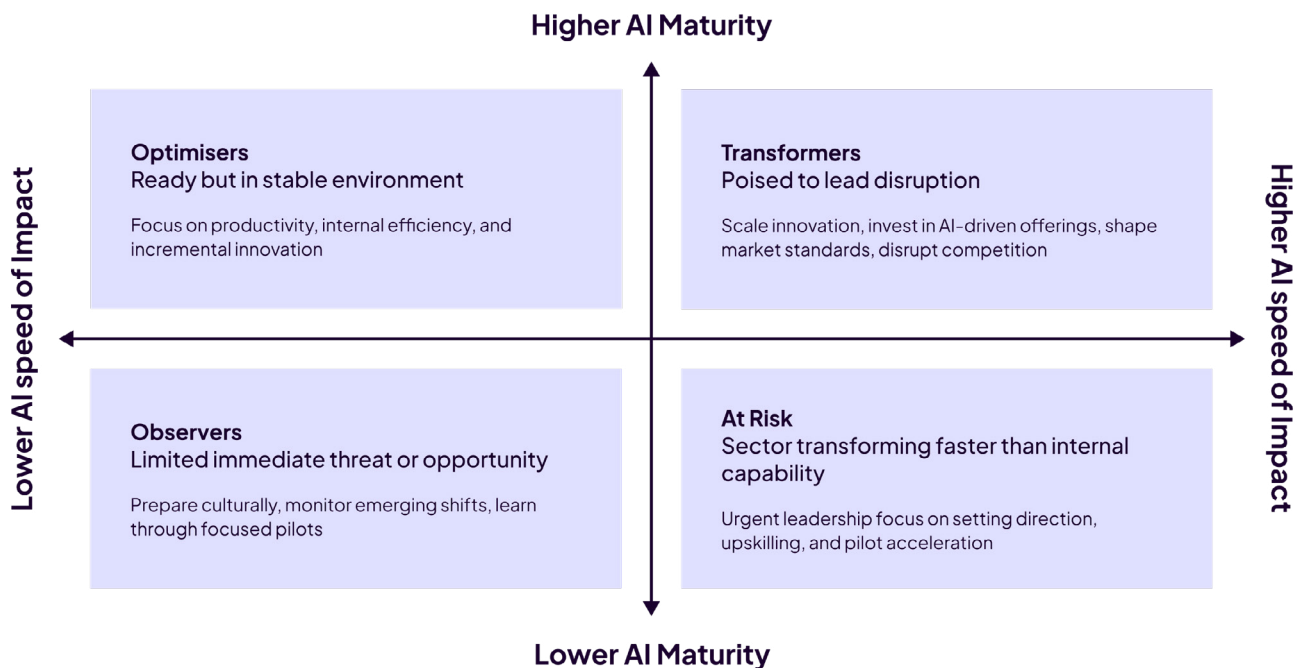 Higher AI Maturity
Lower AI speed of Impact
Optimisers
Ready but in stable environment
Focus on productivity, internal efficiency, and
incremental innovation
Transformers
Poised to lead disruption
Scale innovation, invest in AI-driven offerings, shape
market standards, disrupt competition
Higher AI speed of Impact
Observers
Limited immediate threat or opportunity
Prepare culturally, monitor emerging shifts, learn
through focused pilots
At Risk
Sector transforming faster than internal
capability
Urgent leadership focus on setting direction,
upskilling, and pilot acceleration
Lower AI Maturity